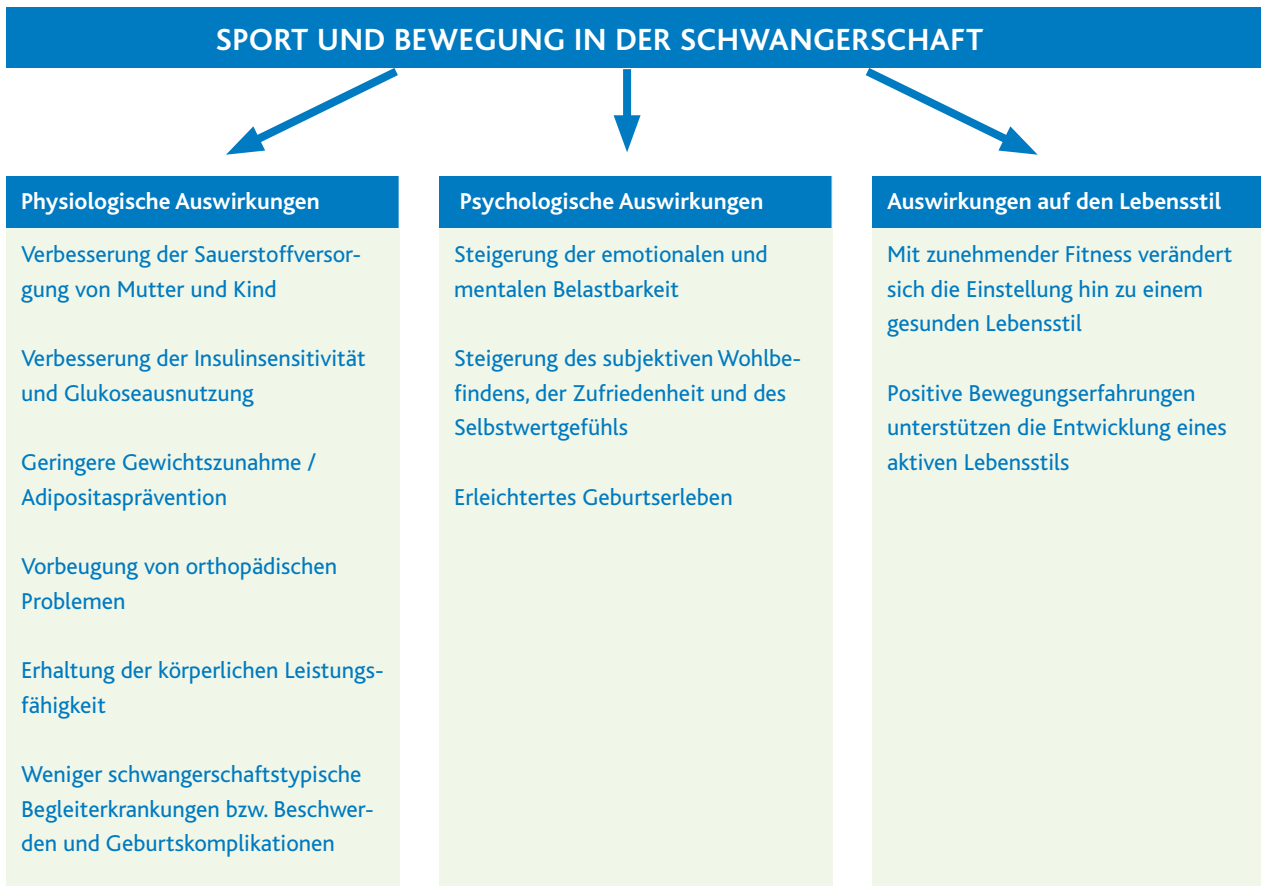 SPORT UND BEWEGUNG IN DER SCHWANGERSCHAFT
Physiologische Auswirkungen
Verbesserung der Sauerstoffversor-
gung von Mutter und Kind
Verbesserung der Insulinsensitivität
und Glukoseausnutzung
Geringere Gewichtszunahme /
Adipositasprävention
Vorbeugung von orthopädischen
Problemen
Erhaltung der körperlichen Leistungs-
fähigkeit
Weniger schwangerschaftstypische
Begleiterkrankungen bzw. Beschwer-
den und Geburtskomplikationen
Psychologische Auswirkungen
Steigerung der emotionalen und
mentalen Belastbarkeit
Steigerung des subjektiven Wohlbe-
findens, der Zufriedenheit und des
Selbstwertgefühls
Erleichtertes Geburtserleben
Auswirkungen auf den Lebensstil
Mit zunehmender Fitness verändert
sich die Einstellung hin zu einem
gesunden Lebensstil
Positive Bewegungserfahrungen
unterstützen die Entwicklung eines
aktiven Lebensstils